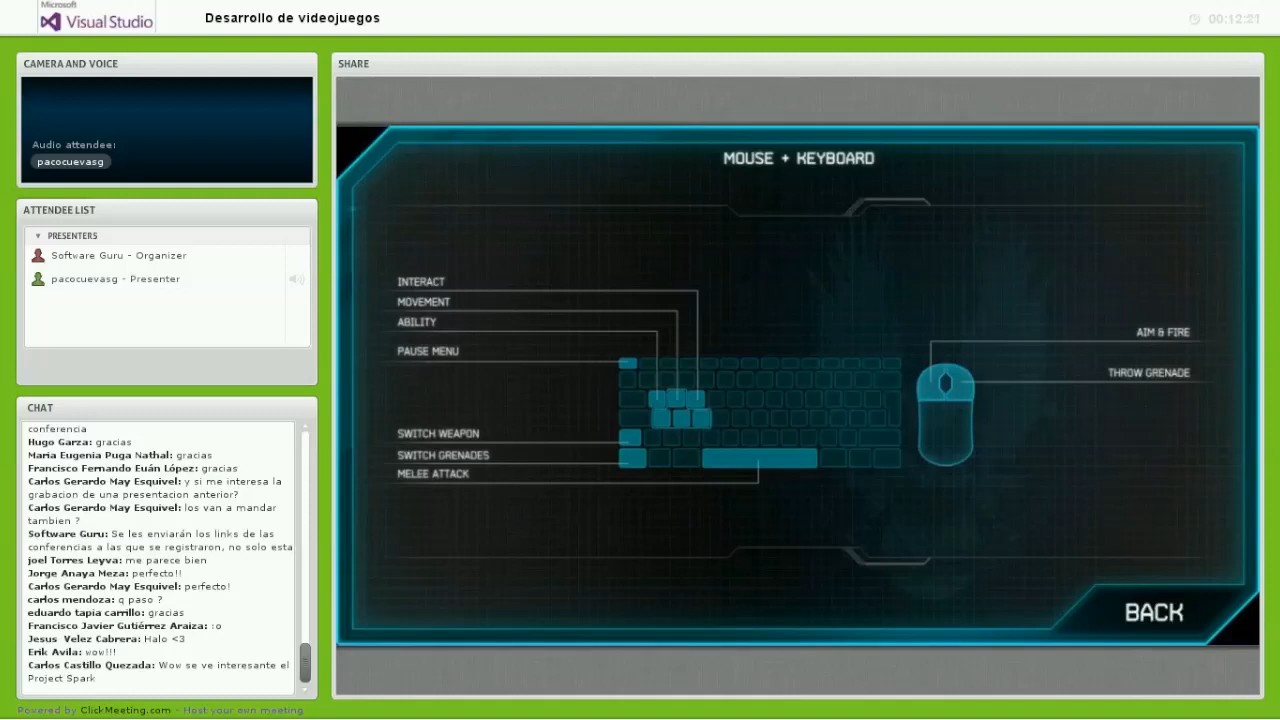 Microsoft
Visual Studio
Desarrollo de videojuegos
00:12:21
CAMERA AND VOICE
Audio attendee:
pacocuevasg
ATTENDEE LIST
PRESENTERS
Software Guru - Organizer
pacocuevasg - Presenter
CHAT
conferencia
Hugo Garza: gracias
Maria Eugenia Puga Nathal: gracias
Francisco Fernando Euán López: gracias
Carlos Gerardo May Esquivel: y si me interesa la
grabacion de una presentacion anterior?
Carlos Gerardo May Esquivel: los van a mandar
tambien ?
Software Guru: Se les enviarán los links de las
conferencias a las que se registraron, no solo esta
joel Torres Leyva: me parece bien
Jorge Anaya Meza: perfecto!!
Carlos Gerardo May Esquivel: perfecto!
carlos mendoza: q paso ?
eduardo tapia carrillo: gracias
Francisco Javier Gutiérrez Araiza: :o
Jesus Velez Cabrera: Halo <3
Erik Avila: wow!!!
Carlos Castillo Quezada: Wow se ve interesante el
Project Spark
Powered by ClickMeeting.com - Host your own meeting
SHARE
MOUSE + KEYBOARD
INTERACT
MOVEMENT
ABILITY
PAUSE MENU
SWITCH WEAPON
SWITCH GRENADES
MELEE ATTACK
AIM & FIRE
THROW GRENADE
BACK